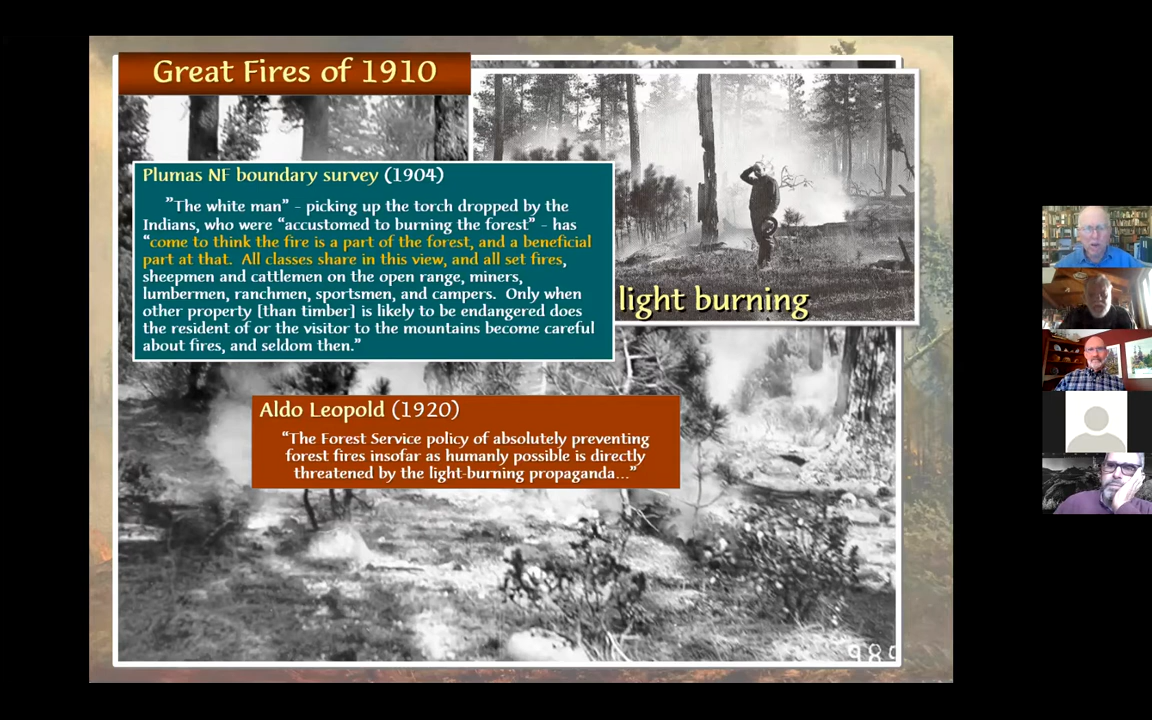 Great Fires of 1910
Plumas NF boundary survey (1904)
”The white man” - picking up the torch dropped by the
Indians, who were “accustomed to burning the forest” - has
“come to think the fire is a part of the forest, and a beneficial
part at that. All classes share in this view, and all set fires,
sheepmen and cattlemen on the open range, miners,
lumbermen, ranchmen, sportsmen, and campers. Only when
other property [than timber] is likely to be endangered does
the resident of or the visitor to the mountains become careful
about fires, and seldom then.”
light burning
Aldo Leopold (1920)
“The Forest Service policy of absolutely preventing
forest fires insofar as humanly possible is directly
threatened by the light-burning propaganda...”